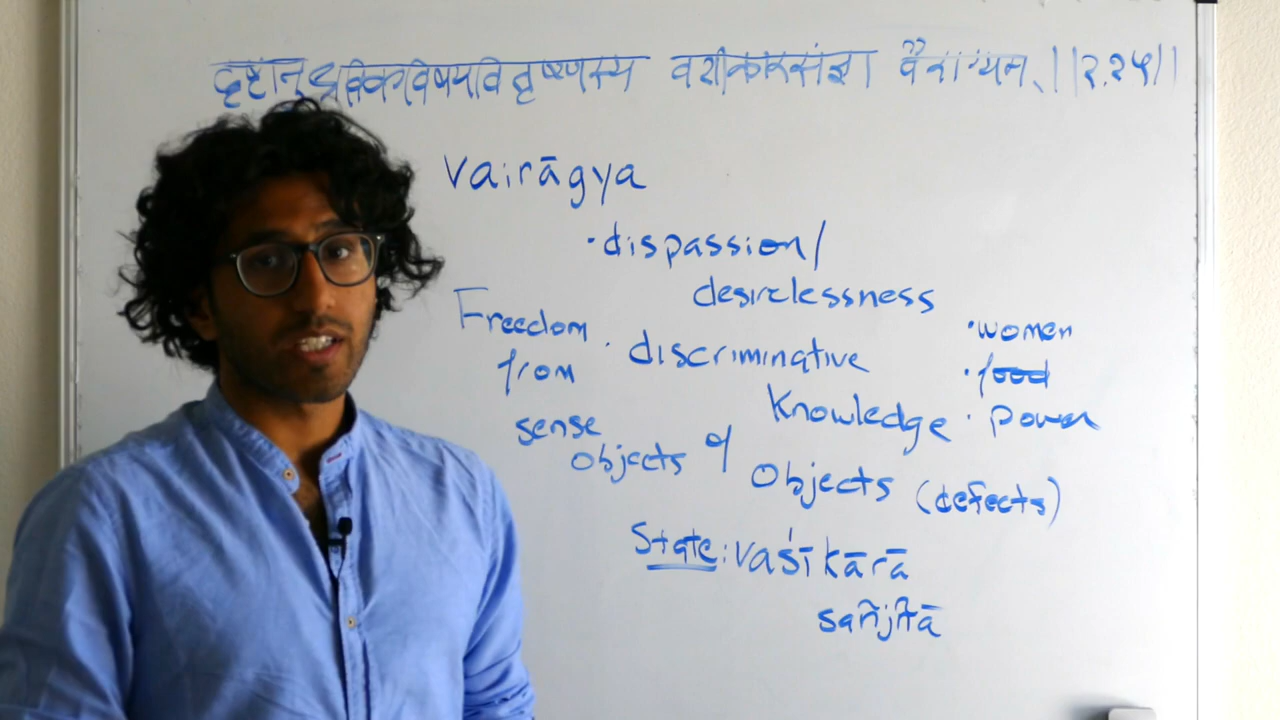 दृष्टानुश्रविकविषयवितृष्णस्य वशीकारसंज्ञा वैराग्यम् ||२.१५||
Vairāgya
· dispassion/
desirelessness
Freedom
from
sense
objects
· discriminative
Knowledge
of
Objects (defects)
· women
· food
· power
State: vaśīkārā
sañjñā